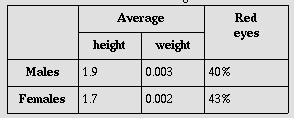 Average Red
eyes
height weight
Males 1.9 0.003 40%
Females 1.7 0.002 43%